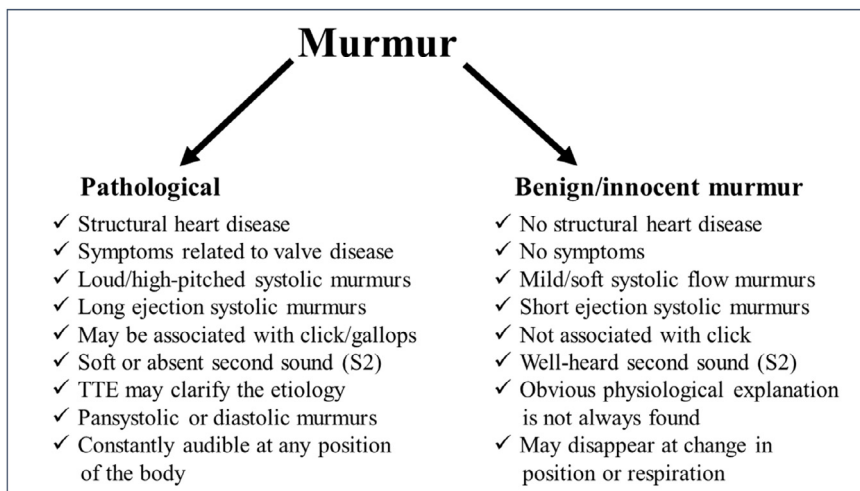 Murmur
Pathological
✓ Structural heart disease
✓ Symptoms related to valve disease
✓ Loud/high-pitched systolic murmurs
✓ Long ejection systolic murmurs
✓ May be associated with click/gallops
✓ Soft or absent second sound (S2)
✓ TTE may clarify the etiology
✓ Pansystolic or diastolic murmurs
✓ Constantly audible at any position
of the body
Benign/innocent murmur
✓ No structural heart disease
✓ No symptoms
✓ Mild/soft systolic flow murmurs
✓ Short ejection systolic murmurs
✓ Not associated with click
✓ Well-heard second sound (S2)
✓ Obvious physiological explanation
is not always found
✓ May disappear at change in
position or respiration